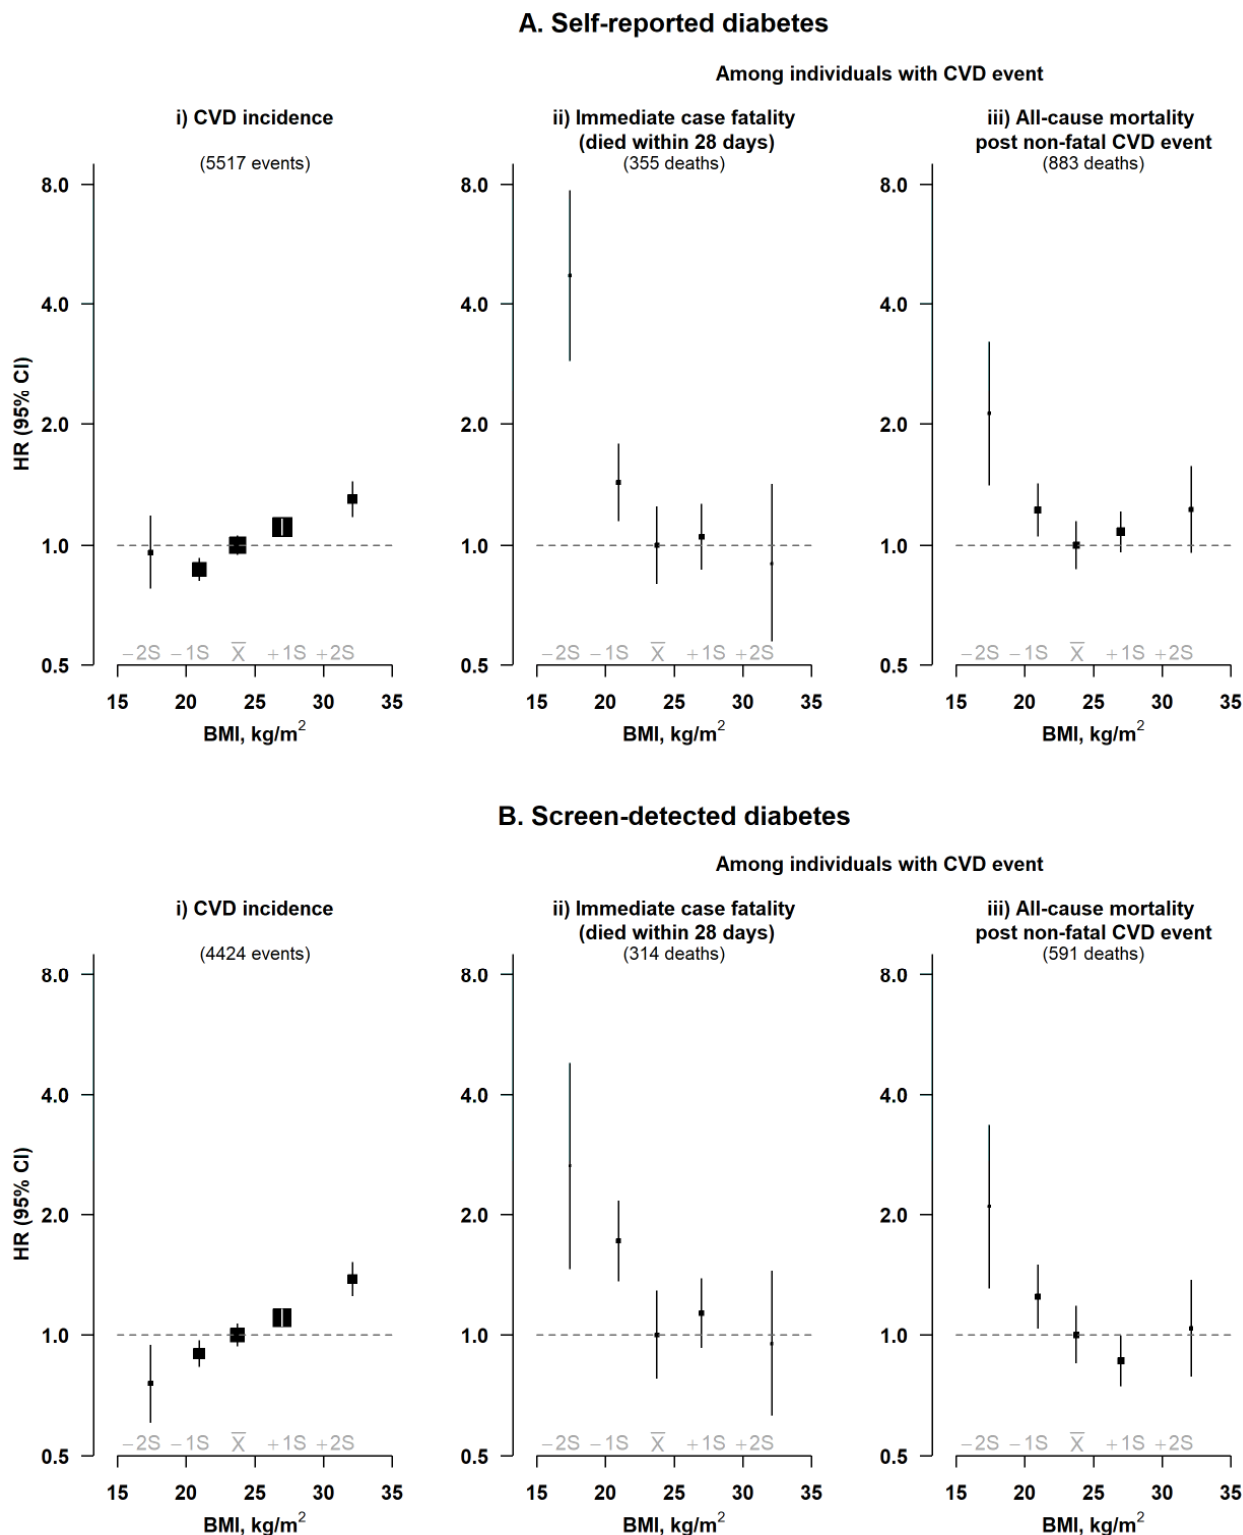 A. Self-reported diabetes
Among individuals with CVD event
i) CVD incidence
(5517 events)
ii) Immediate case fatality
(died within 28 days)
(355 deaths)
iii) All-cause mortality
post non-fatal CVD event
(883 deaths)
HR (95% CI)
8.0
4.0
2.0
1.0
0.5
−2S −1S X̅ +1S +2S
15 20 25 30 35
BMI, kg/m²
8.0
4.0
2.0
1.0
0.5
−2S −1S X̅ +1S +2S
15 20 25 30 35
BMI, kg/m²
8.0
4.0
2.0
1.0
0.5
−2S −1S X̅ +1S +2S
15 20 25 30 35
BMI, kg/m²
B. Screen-detected diabetes
Among individuals with CVD event
i) CVD incidence
(4424 events)
ii) Immediate case fatality
(died within 28 days)
(314 deaths)
iii) All-cause mortality
post non-fatal CVD event
(591 deaths)
HR (95% CI)
8.0
4.0
2.0
1.0
0.5
−2S −1S X̅ +1S +2S
15 20 25 30 35
BMI, kg/m²
8.0
4.0
2.0
1.0
0.5
−2S −1S X̅ +1S +2S
15 20 25 30 35
BMI, kg/m²
8.0
4.0
2.0
1.0
0.5
−2S −1S X̅ +1S +2S
15 20 25 30 35
BMI, kg/m²